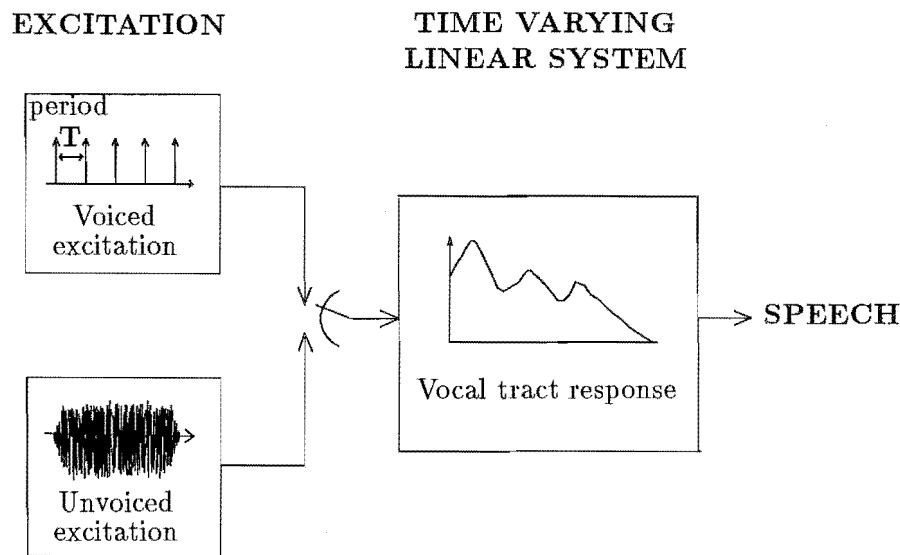 EXCITATION
TIME VARYING
LINEAR SYSTEM
period
T
Voiced
excitation
Vocal tract response
SPEECH
Unvoiced
excitation